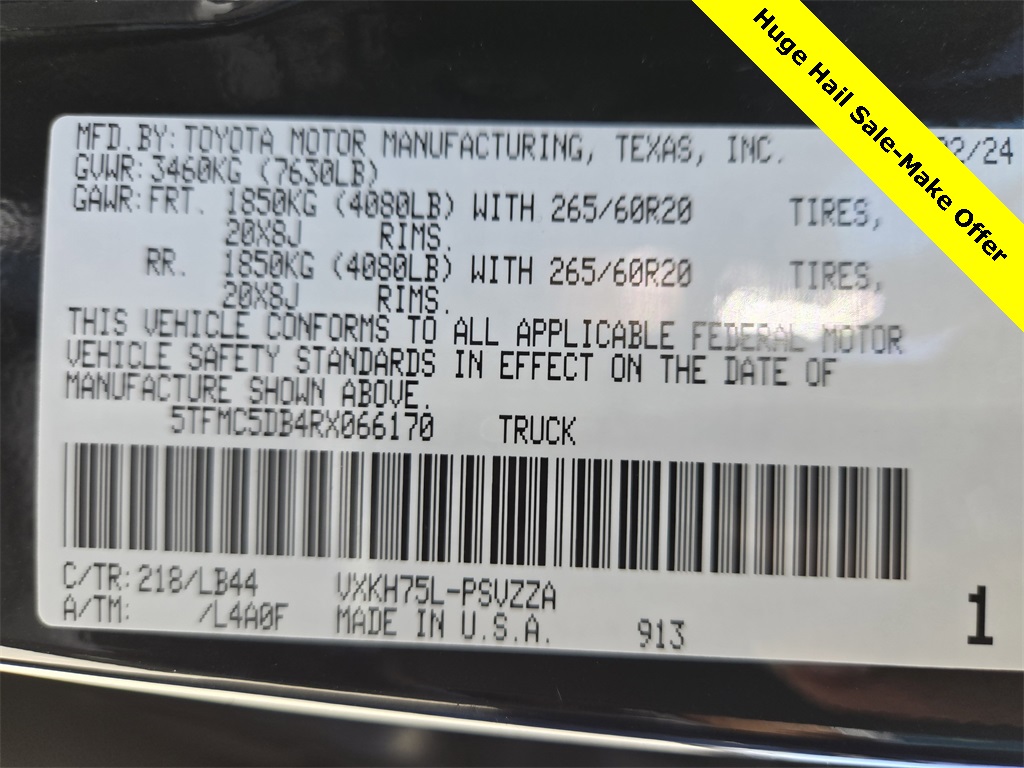 Huge Hail Sale-Make Offer
MFD.BY: TOYOTA MOTOR MANUFACTURING, TEXAS, INC.
GVWR: 3460KG (7630LB)
GAWR: FRT. 1850KG (4080LB) WITH 265/60R20 TIRES,
20X8J RIMS.
RR. 1850KG (4080LB) WITH 265/60R20 TIRES,
20X8J RIMS.
THIS VEHICLE CONFORMS TO ALL APPLICABLE FEDERAL MOTOR
VEHICLE SAFETY STANDARDS IN EFFECT ON THE DATE OF
MANUFACTURE SHOWN ABOVE.
5TFMC5DB4RX066170 TRUCK
C/TR: 218/LB44 VXKH75L-PSVZZA
A/TM: /L4A0F MADE IN U.S.A. 913
1